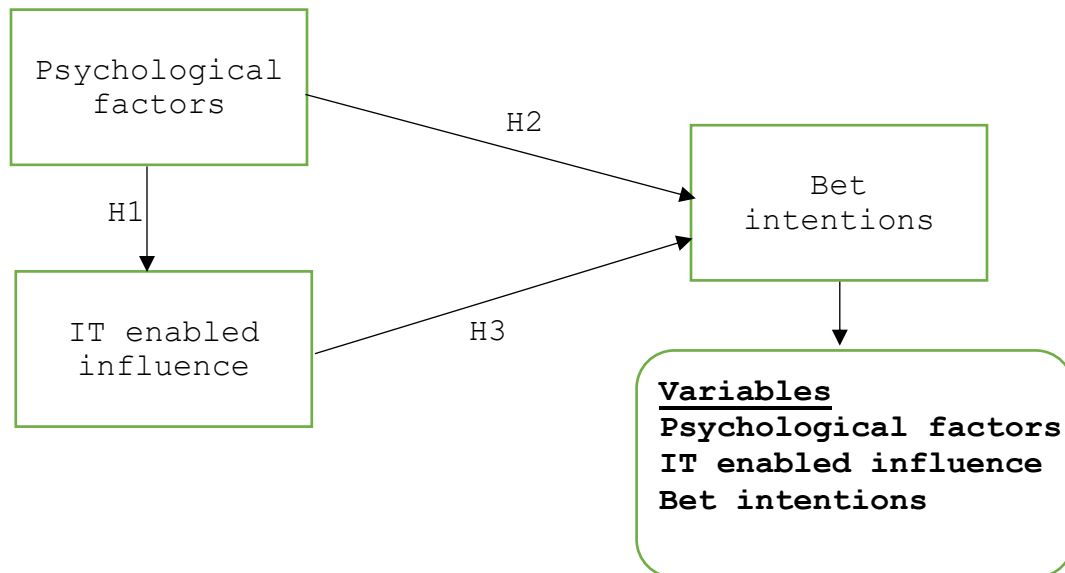 Psychological
factors
H2
Bet
intentions
H1
IT enabled
influence
H3
Variables
Psychological factors
IT enabled influence
Bet intentions